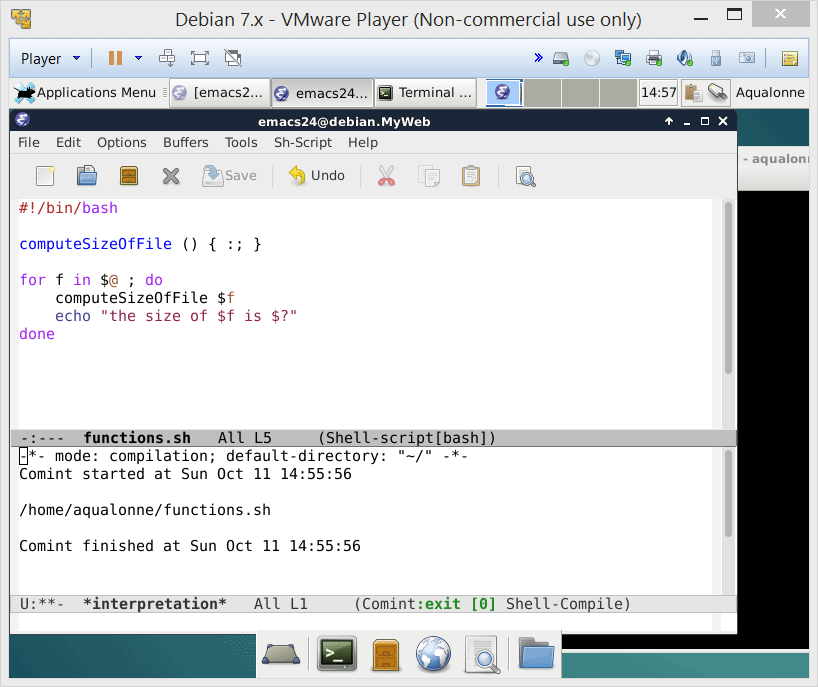 Debian 7.x - VMware Player (Non-commercial use only)
Player
Applications Menu [emacs2... emacs24... Terminal ... 14:57 Aqualonne
emacs24@debian.MyWeb
- aqualonn
File Edit Options Buffers Tools Sh-Script Help
Save Undo
#!/bin/bash
computeSizeOfFile () { :; }
for f in $@ ; do
computeSizeOfFile $f
echo "the size of $f is $?"
done
-:--- functions.sh All L5 (Shell-script[bash])
-*- mode: compilation; default-directory: "~/" -*-
Comint started at Sun Oct 11 14:55:56
/home/aqualonne/functions.sh
Comint finished at Sun Oct 11 14:55:56
U:**- *interpretation* All L1 (Comint:exit [0] Shell-Compile)